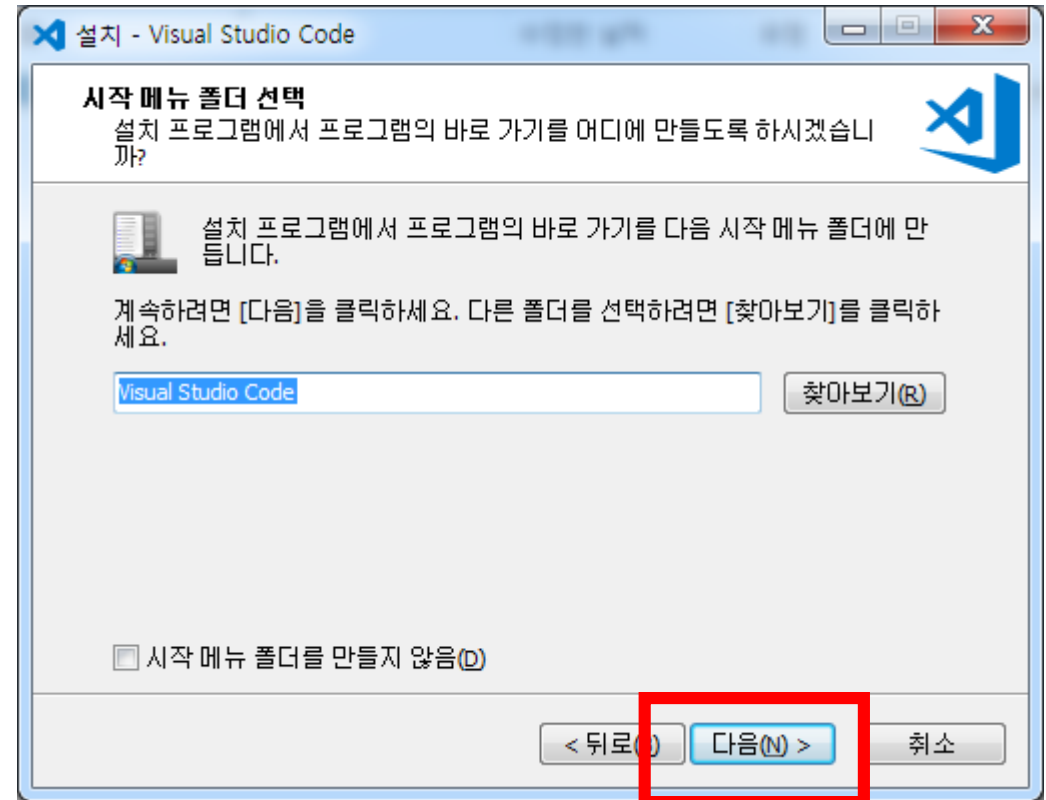 설치 - Visual Studio Code
시작 메뉴 폴더 선택
설치 프로그램에서 프로그램의 바로 가기를 어디에 만들도록 하시겠습니
까?
설치 프로그램에서 프로그램의 바로 가기를 다음 시작 메뉴 폴더에 만
듭니다.
계속하려면 [다음]을 클릭하세요. 다른 폴더를 선택하려면 [찾아보기]를 클릭하
세요.
Visual Studio Code
찾아보기(R)
시작 메뉴 폴더를 만들지 않음(D)
< 뒤로
다음(N) >
취소